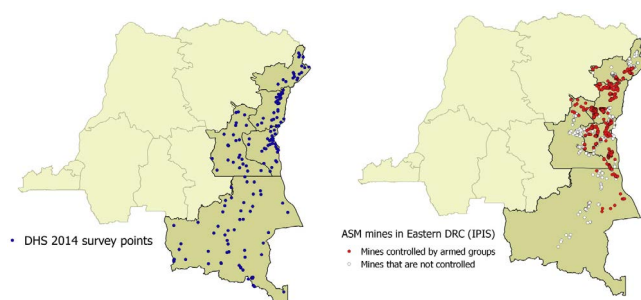 DHS 2014 survey points
ASM mines in Eastern DRC (IPIS)
Mines controlled by armed groups
Mines that are not controlled